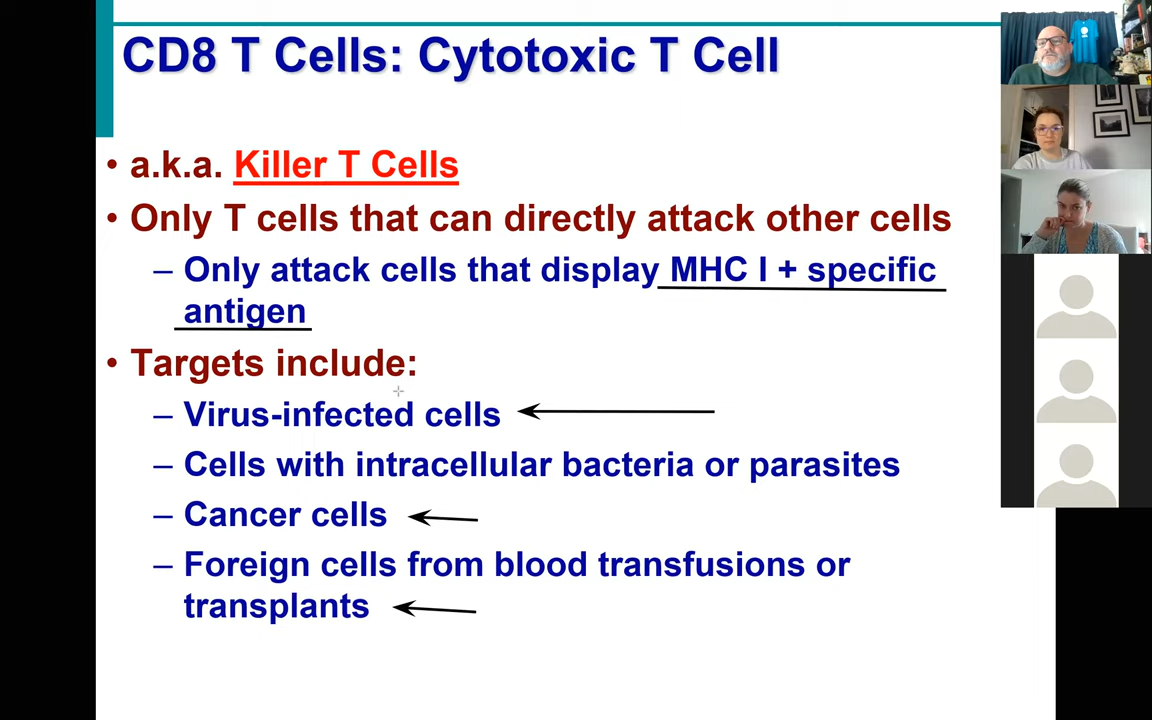 CD8 T Cells: Cytotoxic T Cell
• a.k.a. Killer T Cells
• Only T cells that can directly attack other cells
– Only attack cells that display MHC I + specific
antigen
• Targets include:
– Virus-infected cells
– Cells with intracellular bacteria or parasites
– Cancer cells
– Foreign cells from blood transfusions or
transplants